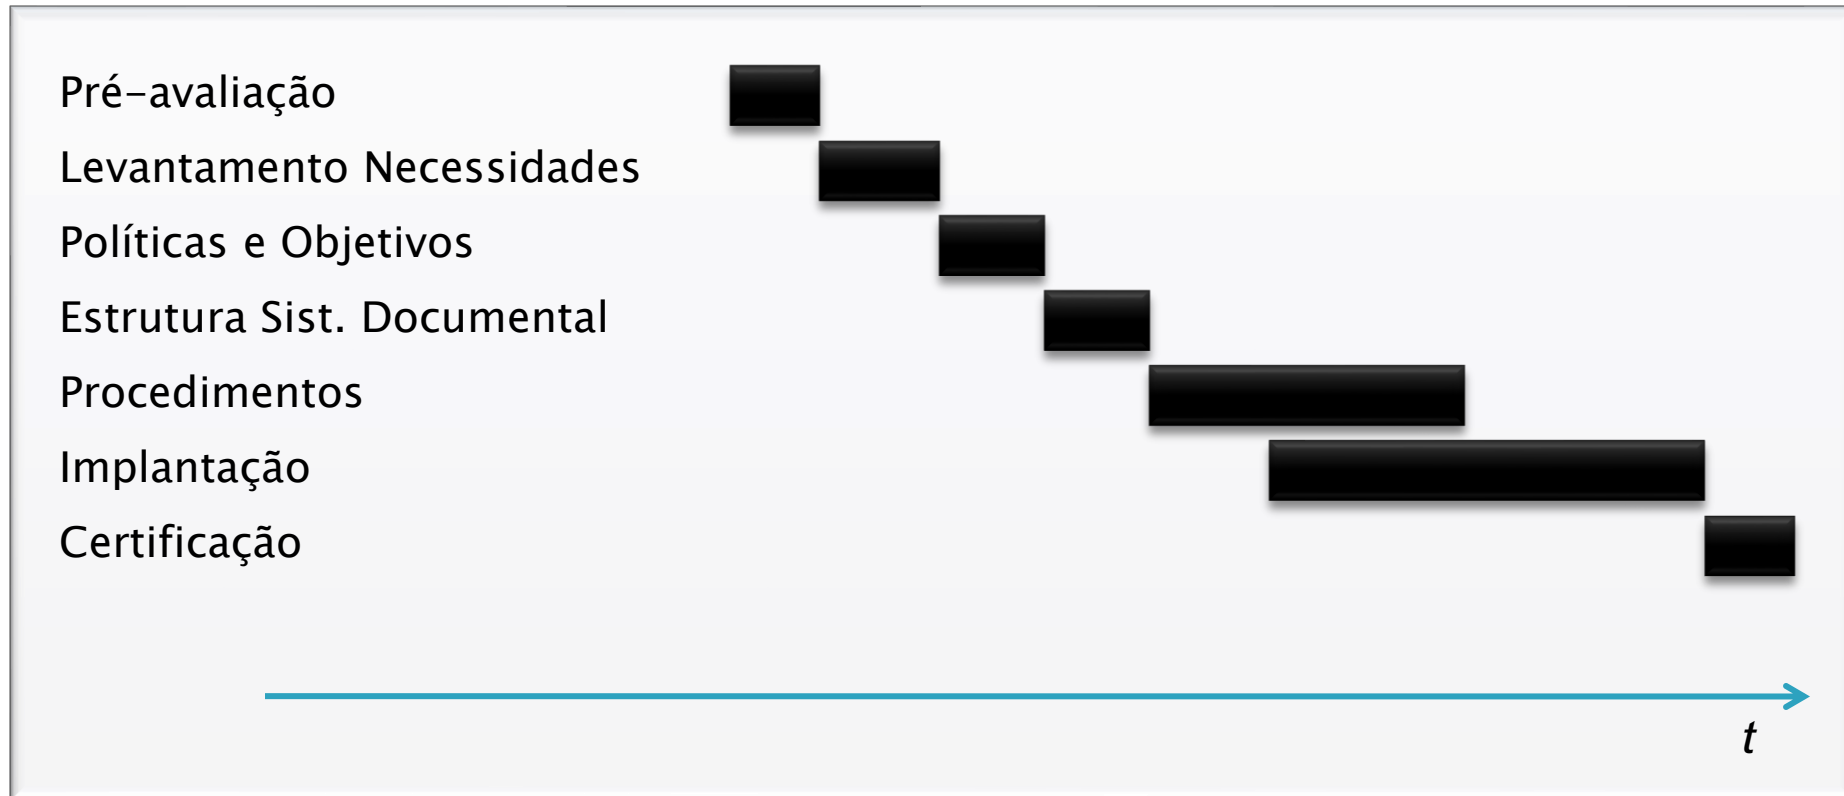 Pré-avaliação
Levantamento Necessidades
Políticas e Objetivos
Estrutura Sist. Documental
Procedimentos
Implantação
Certificação
t